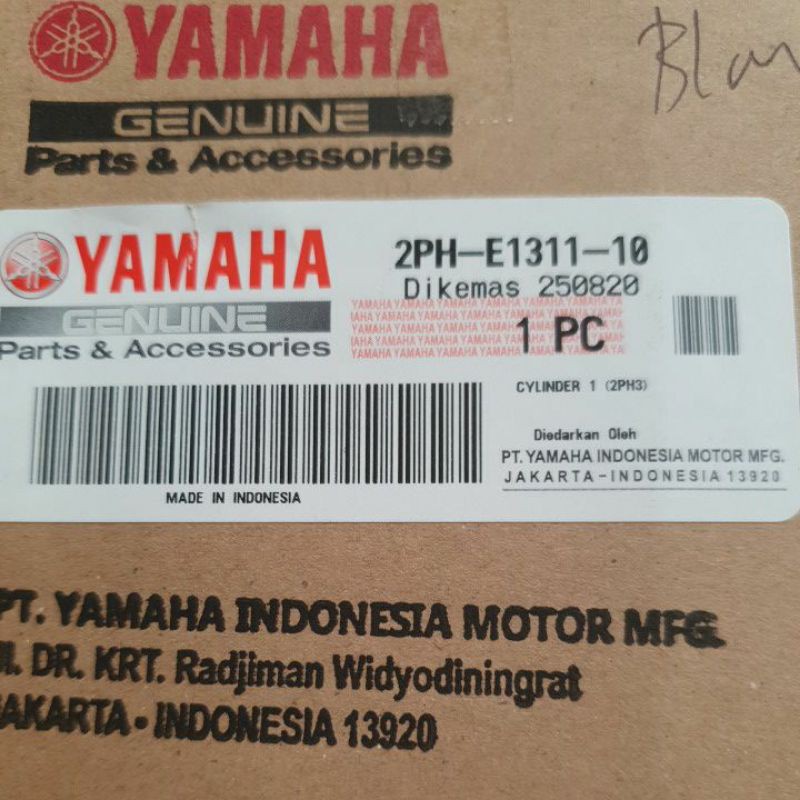 YAMAHA
GENUINE
Parts & Accessories
YAMAHA
GENUINE
Parts & Accessories
2PH-E1311-10
Dikemas 250820
1 PC
CYLINDER 1 (2PH3)
Diedarkan Oleh
PT. YAMAHA INDONESIA MOTOR MFG.
JAKARTA-INDONESIA 13920
MADE IN INDONESIA
PT. YAMAHA INDONESIA MOTOR MFG.
Jl. DR. KRT. Radjiman Widyodiningrat
JAKARTA - INDONESIA 13920